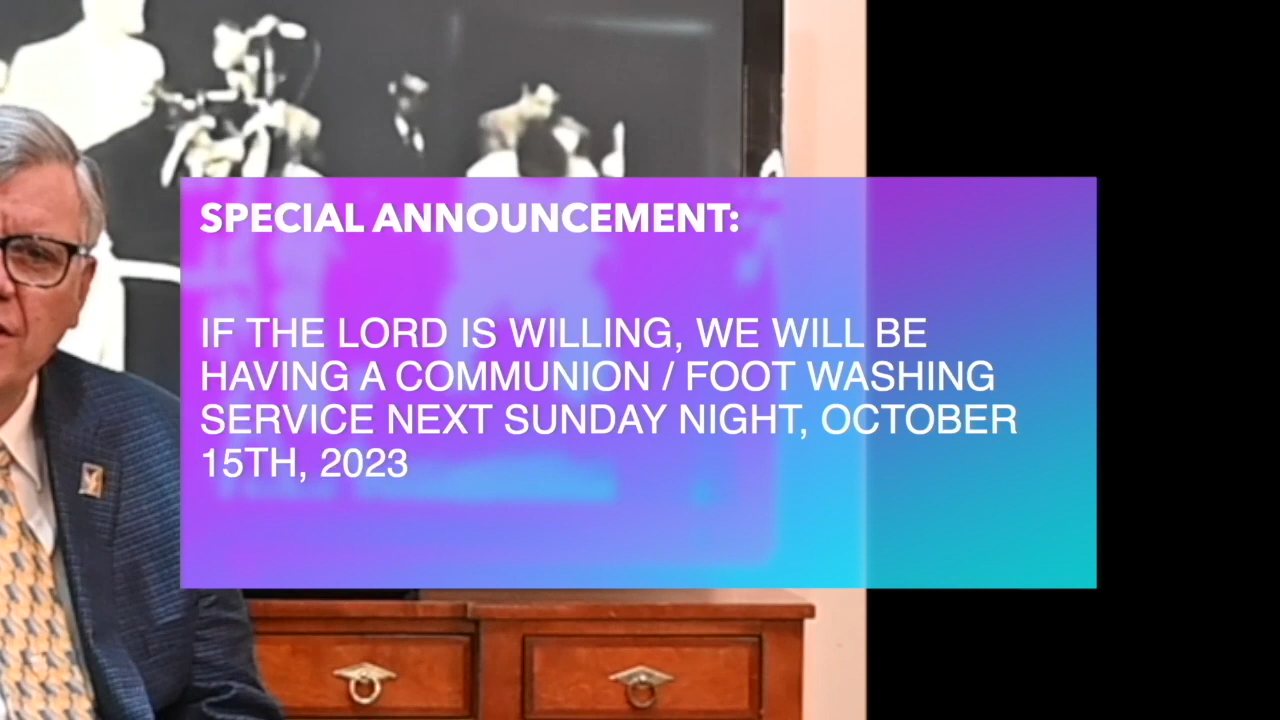 SPECIAL ANNOUNCEMENT:
IF THE LORD IS WILLING, WE WILL BE
HAVING A COMMUNION / FOOT WASHING
SERVICE NEXT SUNDAY NIGHT, OCTOBER
15TH, 2023